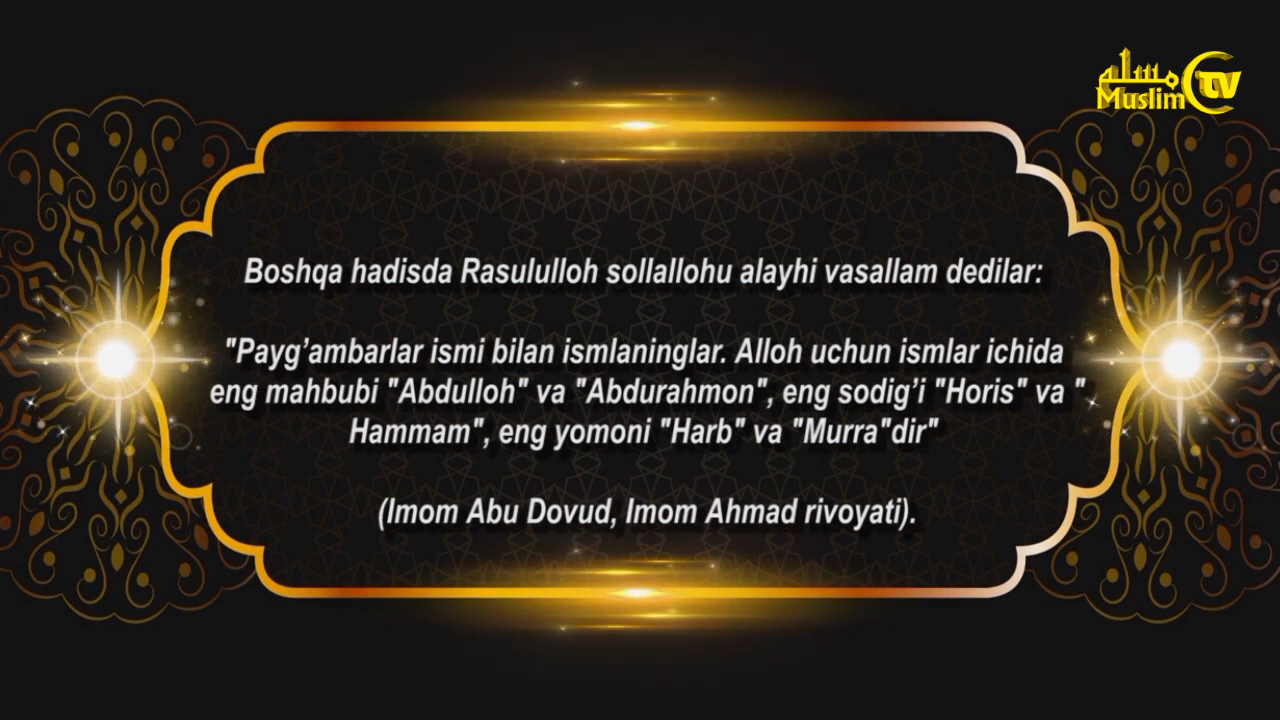 مسلم
Muslim tv
Boshqa hadisda Rasululloh sollallohu alayhi vasallam dedilar:
"Payg’ambarlar ismi bilan ismlaninglar. Alloh uchun ismlar ichida
eng mahbubi "Abdulloh" va "Abdurahmon", eng sodig’i "Horis" va "
Hammam", eng yomoni "Harb" va "Murra"dir"
(Imom Abu Dovud, Imom Ahmad rivoyati).